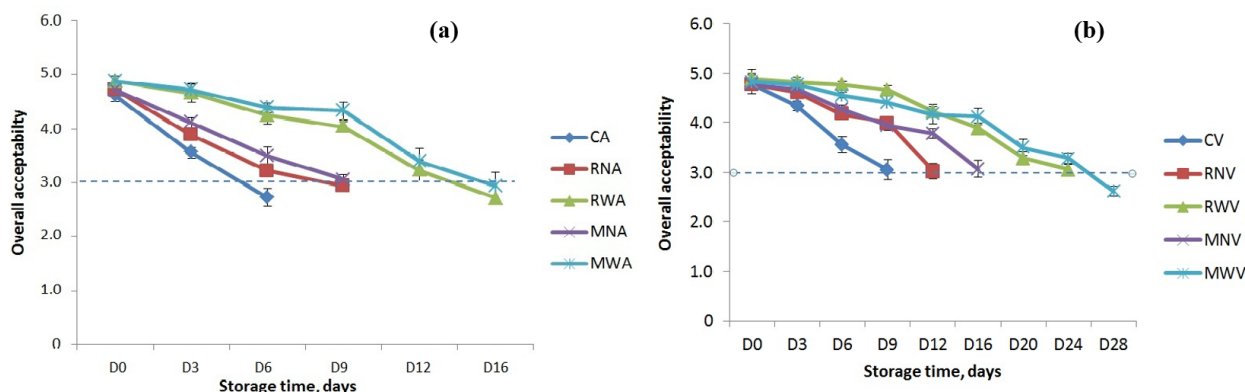 (a)
Overall acceptability
6.0
5.0
4.0
3.0
2.0
1.0
.0
D0 D3 D6 D9 D12 D16
Storage time, days
CA
RNA
RWA
MNA
MWA
(b)
Overall acceptability
6.0
5.0
4.0
3.0
2.0
1.0
.0
D0 D3 D6 D9 D12 D16 D20 D24 D28
Storage time, days
CV
RNV
RWV
MNV
MWV